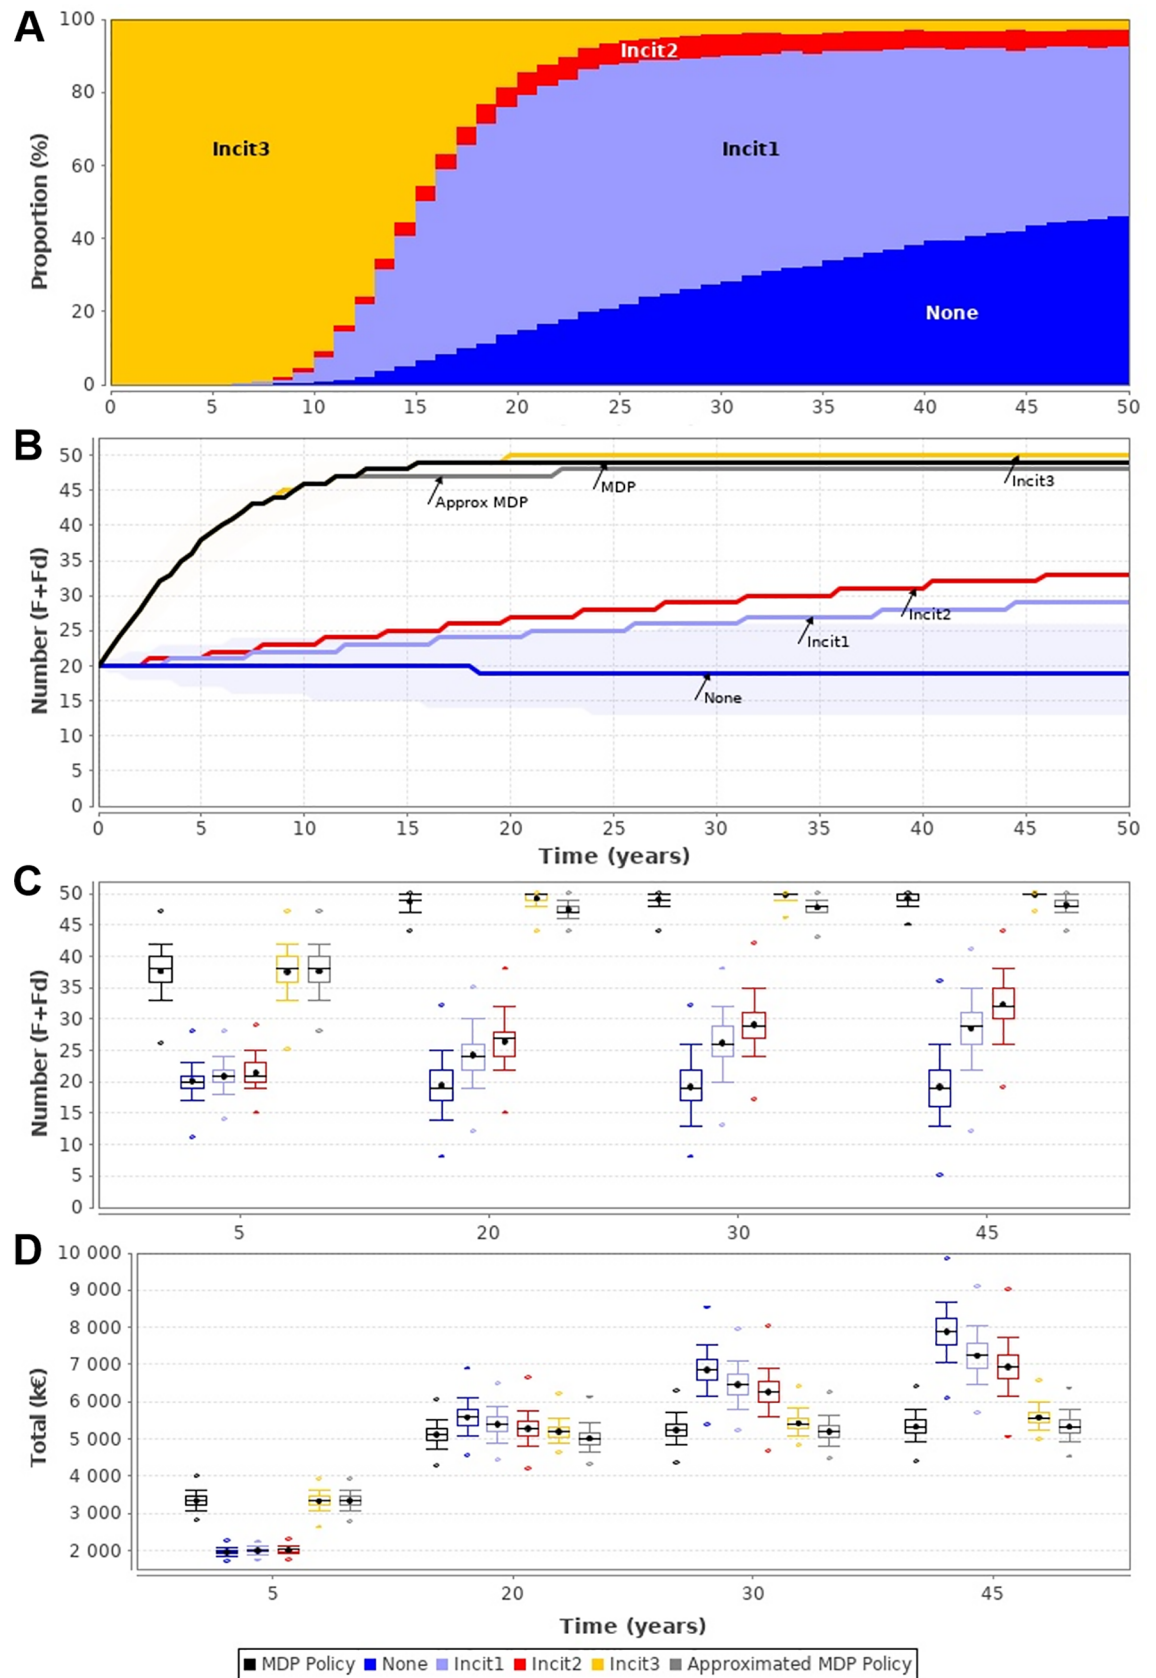 A
Proportion (%)
100
80
60
40
20
0
Incit3
Incit2
Incit1
None
0 5 10 15 20 25 30 35 40 45 50
B
Number (F+Fd)
50
45
40
35
30
25
20
15
10
5
0
Approx MDP
MDP
Incit3
Incit2
Incit1
None
0 5 10 15 20 25 30 35 40 45 50
Time (years)
C
Number (F+Fd)
50
45
40
35
30
25
20
15
10
5
0
5 20 30 45
D
Total (k€)
10 000
9 000
8 000
7 000
6 000
5 000
4 000
3 000
2 000
5 20 30 45
Time (years)
MDP Policy None Incit1 Incit2 Incit3 Approximated MDP Policy